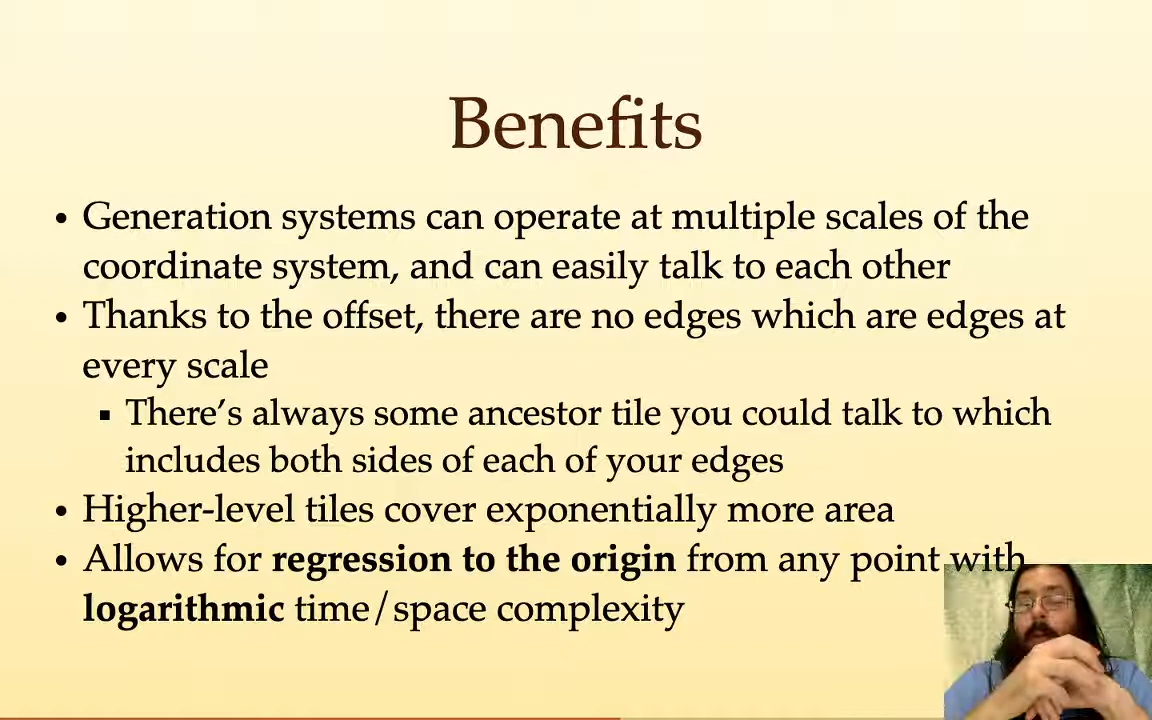 Benefits
• Generation systems can operate at multiple scales of the
coordinate system, and can easily talk to each other
• Thanks to the offset, there are no edges which are edges at
every scale
▪ There’s always some ancestor tile you could talk to which
includes both sides of each of your edges
• Higher-level tiles cover exponentially more area
• Allows for regression to the origin from any point with
logarithmic time/space complexity